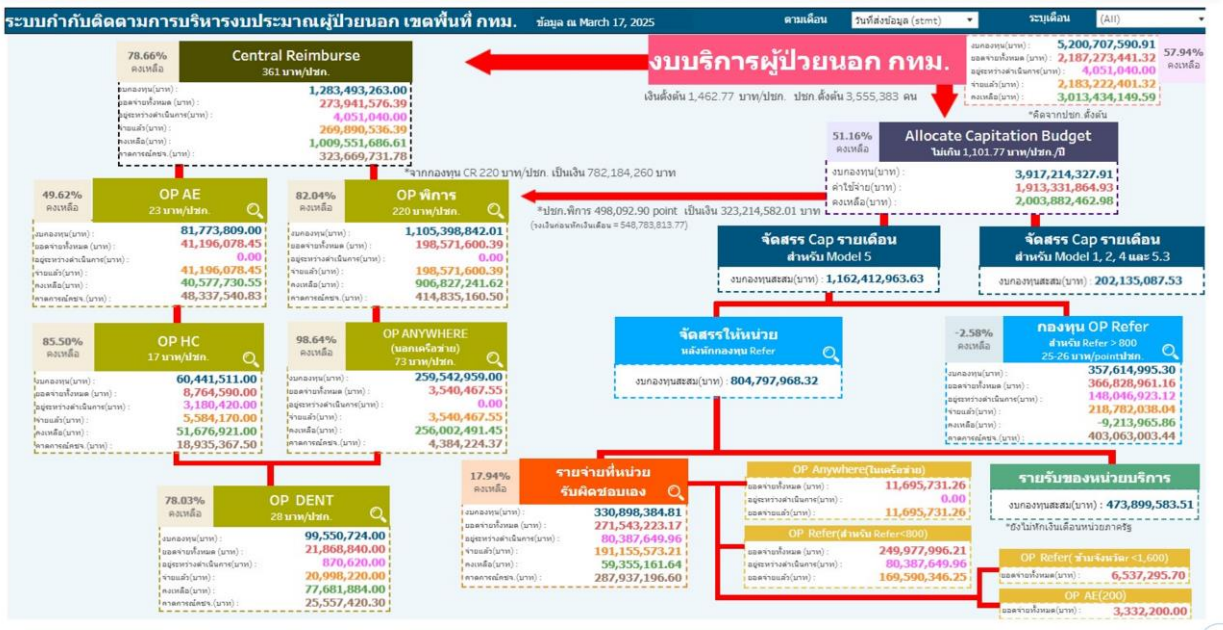 ระบบกำกับติดตามการบริหารงบประมาณผู้ป่วยนอก เขตพื้นที่ กทม. ข้อมูล ณ March 17, 2025
ตามเดือน วันที่ส่งข้อมูล (stmt) ระบุเดือน (All)
งบบริการผู้ป่วยนอก กทม.
เงินตั้งต้น 1,462.77 บาท/ปชก. ปชก.ตั้งต้น 3,555,383 คน
งบกองทุน(บาท) : 5,200,707,590.91
ยอดจ่ายทั้งหมด (บาท) : 2,187,273,441.32
อยู่ระหว่างดำเนินการ(บาท) : 4,051,040.00
จ่ายแล้ว(บาท) : 2,183,222,401.32
คงเหลือ(บาท) : 3,013,434,149.59
57.94%
คงเหลือ
*คิดจากปชก.ตั้งต้น
78.66%
คงเหลือ
Central Reimburse
361 บาท/ปชก.
งบกองทุน(บาท) : 1,283,493,263.00
ยอดจ่ายทั้งหมด (บาท) : 273,941,576.39
อยู่ระหว่างดำเนินการ(บาท) : 4,051,040.00
จ่ายแล้ว(บาท) : 269,890,536.39
คงเหลือ(บาท) : 1,009,551,686.61
คาดการณ์คชจ.(บาท) : 323,669,731.78
51.16%
คงเหลือ
Allocate Capitation Budget
ไม่เกิน 1,101.77 บาท/ปชก./ปี
งบกองทุน(บาท) : 3,917,214,327.91
ค่าใช้จ่าย(บาท) : 1,913,331,864.93
คงเหลือ(บาท) : 2,003,882,462.98
*จากกองทุน CR 220 บาท/ปชก. เป็นเงิน 782,184,260 บาท
*ปชก.พิการ 498,092.90 point เป็นเงิน 323,214,582.01 บาท
(วงเงินก่อนหักเงินเดือน = 548,783,813.77)
49.62%
คงเหลือ
OP AE
23 บาท/ปชก.
งบกองทุน(บาท) : 81,773,809.00
ยอดจ่ายทั้งหมด (บาท) : 41,196,078.45
อยู่ระหว่างดำเนินการ(บาท) : 0.00
จ่ายแล้ว(บาท) : 41,196,078.45
คงเหลือ(บาท) : 40,577,730.55
คาดการณ์คชจ.(บาท) : 48,337,540.83
82.04%
คงเหลือ
OP พิการ
220 บาท/ปชก.
งบกองทุน(บาท) : 1,105,398,842.01
ยอดจ่ายทั้งหมด (บาท) : 198,571,600.39
อยู่ระหว่างดำเนินการ(บาท) : 0.00
จ่ายแล้ว(บาท) : 198,571,600.39
คงเหลือ(บาท) : 906,827,241.62
คาดการณ์คชจ.(บาท) : 414,835,160.50
จัดสรร Cap รายเดือน
สำหรับ Model 5
งบกองทุนสะสม(บาท) : 1,162,412,963.63
จัดสรร Cap รายเดือน
สำหรับ Model 1, 2, 4 และ 5.3
งบกองทุนสะสม(บาท) : 202,135,087.53
85.50%
คงเหลือ
OP HC
17 บาท/ปชก.
งบกองทุน(บาท) : 60,441,511.00
ยอดจ่ายทั้งหมด (บาท) : 8,764,590.00
อยู่ระหว่างดำเนินการ(บาท) : 3,180,420.00
จ่ายแล้ว(บาท) : 5,584,170.00
คงเหลือ(บาท) : 51,676,921.00
คาดการณ์คชจ.(บาท) : 18,935,367.50
98.64%
คงเหลือ
OP ANYWHERE
(นอกเครือข่าย)
73 บาท/ปชก.
งบกองทุน(บาท) : 259,542,959.00
ยอดจ่ายทั้งหมด (บาท) : 3,540,467.55
อยู่ระหว่างดำเนินการ(บาท) : 0.00
จ่ายแล้ว(บาท) : 3,540,467.55
คงเหลือ(บาท) : 256,002,491.45
คาดการณ์คชจ.(บาท) : 4,384,224.37
จัดสรรให้หน่วย
หลังหักกองทุน Refer
งบกองทุนสะสม(บาท) : 804,797,968.32
-2.58%
คงเหลือ
กองทุน OP Refer
สำหรับ Refer > 800
25-26 บาท/pointปชก.
งบกองทุน(บาท) : 357,614,995.30
ยอดจ่ายทั้งหมด (บาท) : 366,828,961.16
อยู่ระหว่างดำเนินการ(บาท) : 148,046,923.12
จ่ายแล้ว(บาท) : 218,782,038.04
คงเหลือ(บาท) : -9,213,965.86
คาดการณ์คชจ.(บาท) : 403,063,003.44
78.03%
คงเหลือ
OP DENT
28 บาท/ปชก.
งบกองทุน(บาท) : 99,550,724.00
ยอดจ่ายทั้งหมด (บาท) : 21,868,840.00
อยู่ระหว่างดำเนินการ(บาท) : 870,620.00
จ่ายแล้ว(บาท) : 20,998,220.00
คงเหลือ(บาท) : 77,681,884.00
คาดการณ์คชจ.(บาท) : 25,557,420.30
17.94%
คงเหลือ
รายจ่ายที่หน่วย
รับผิดชอบเอง
งบกองทุน(บาท) : 330,898,384.81
ยอดจ่ายทั้งหมด (บาท) : 271,543,223.17
อยู่ระหว่างดำเนินการ(บาท) : 80,387,649.96
จ่ายแล้ว(บาท) : 191,155,573.21
คงเหลือ(บาท) : 59,355,161.64
คาดการณ์คชจ.(บาท) : 287,937,196.60
OP Anywhere(ในเครือข่าย)
ยอดจ่ายทั้งหมด (บาท) : 11,695,731.26
อยู่ระหว่างดำเนินการ(บาท) : 0.00
ยอดจ่ายแล้ว(บาท) : 11,695,731.26
OP Refer(สำหรับ Refer<800)
ยอดจ่ายทั้งหมด (บาท) : 249,977,996.21
อยู่ระหว่างดำเนินการ(บาท) : 80,387,649.96
ยอดจ่ายแล้ว(บาท) : 169,590,346.25
รายรับของหน่วยบริการ
งบกองทุนสะสม(บาท) : 473,899,583.51
*ยังไม่หักเงินเดือนหน่วยภาครัฐ
OP Refer( ข้ามจังหวัด <1,600)
ยอดจ่ายทั้งหมด(บาท) : 6,537,295.70
OP AE(200)
ยอดจ่ายทั้งหมด(บาท) : 3,332,200.00